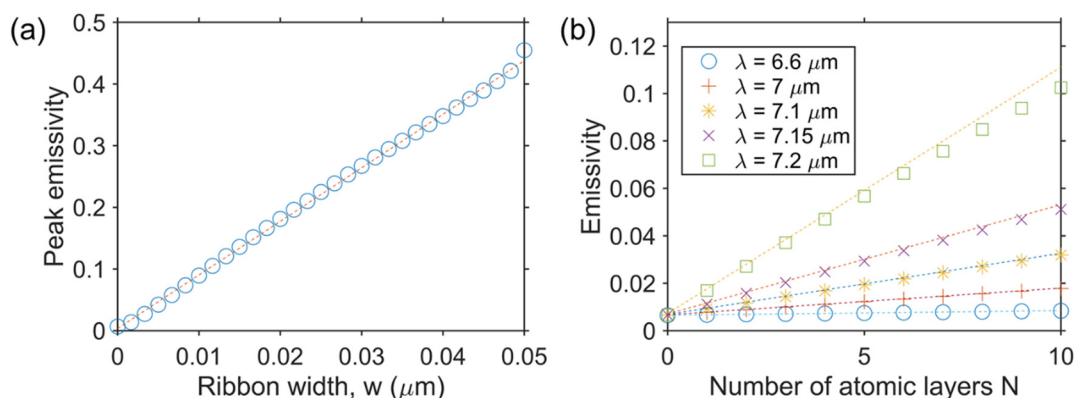 (a)
Peak emissivity
0.5
0.4
0.3
0.2
0.1
0
0 0.01 0.02 0.03 0.04 0.05
Ribbon width, w (μm)
(b)
Emissivity
0.12
0.1
0.08
0.06
0.04
0.02
0
λ = 6.6 μm
λ = 7 μm
λ = 7.1 μm
λ = 7.15 μm
λ = 7.2 μm
0 5 10
Number of atomic layers N